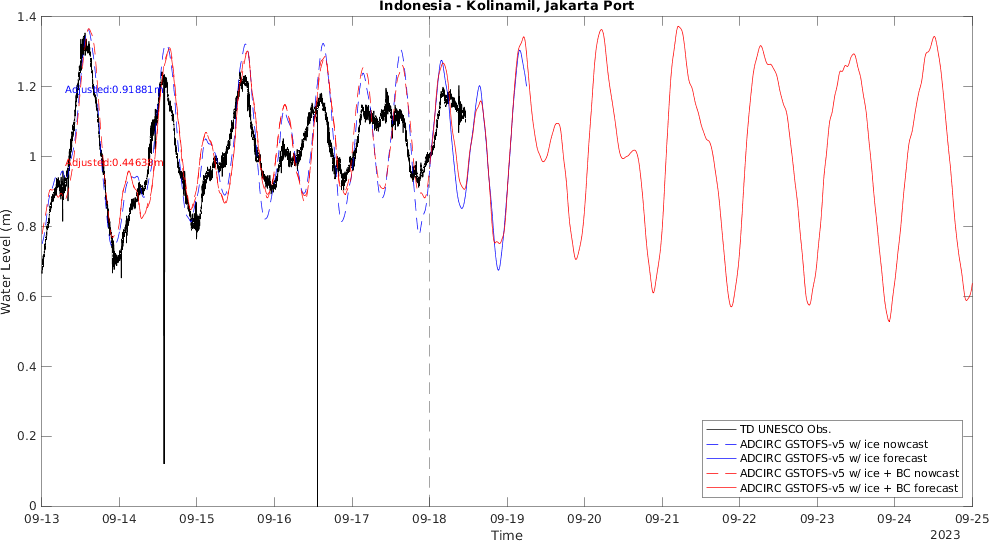 Indonesia - Kolinamil, Jakarta Port
1.4
1.2
1
0.8
0.6
0.4
0.2
0
Water Level (m)
Adjusted:0.91881m
Adjusted:0.44639m
TD UNESCO Obs.
ADCIRC GSTOFS-v5 w/ ice nowcast
ADCIRC GSTOFS-v5 w/ ice forecast
ADCIRC GSTOFS-v5 w/ ice + BC nowcast
ADCIRC GSTOFS-v5 w/ ice + BC forecast
09-13 09-14 09-15 09-16 09-17 09-18 09-19 09-20 09-21 09-22 09-23 09-24 09-25
Time
2023